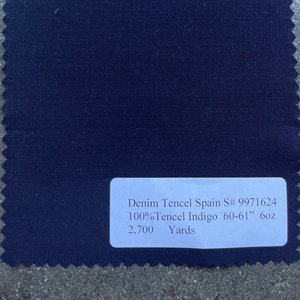 Denim Tencel Spain S# 9971624
100%Tencel Indigo 60-61” 6oz
2,700 Yards